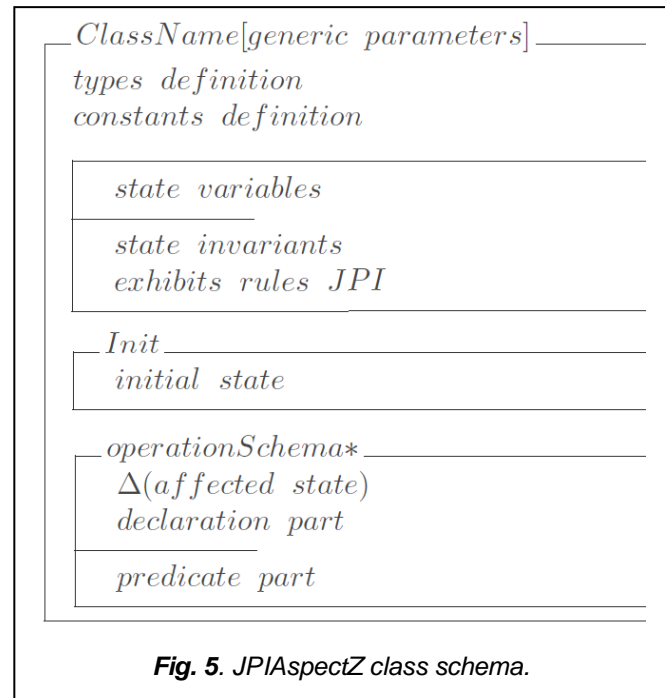 ClassName[generic parameters]
types definition
constants definition
state variables
state invariants
exhibits rules JPI
Init
initial state
operationSchema*
Δ(affected state)
declaration part
predicate part
Fig. 5. JPIAspectZ class schema.